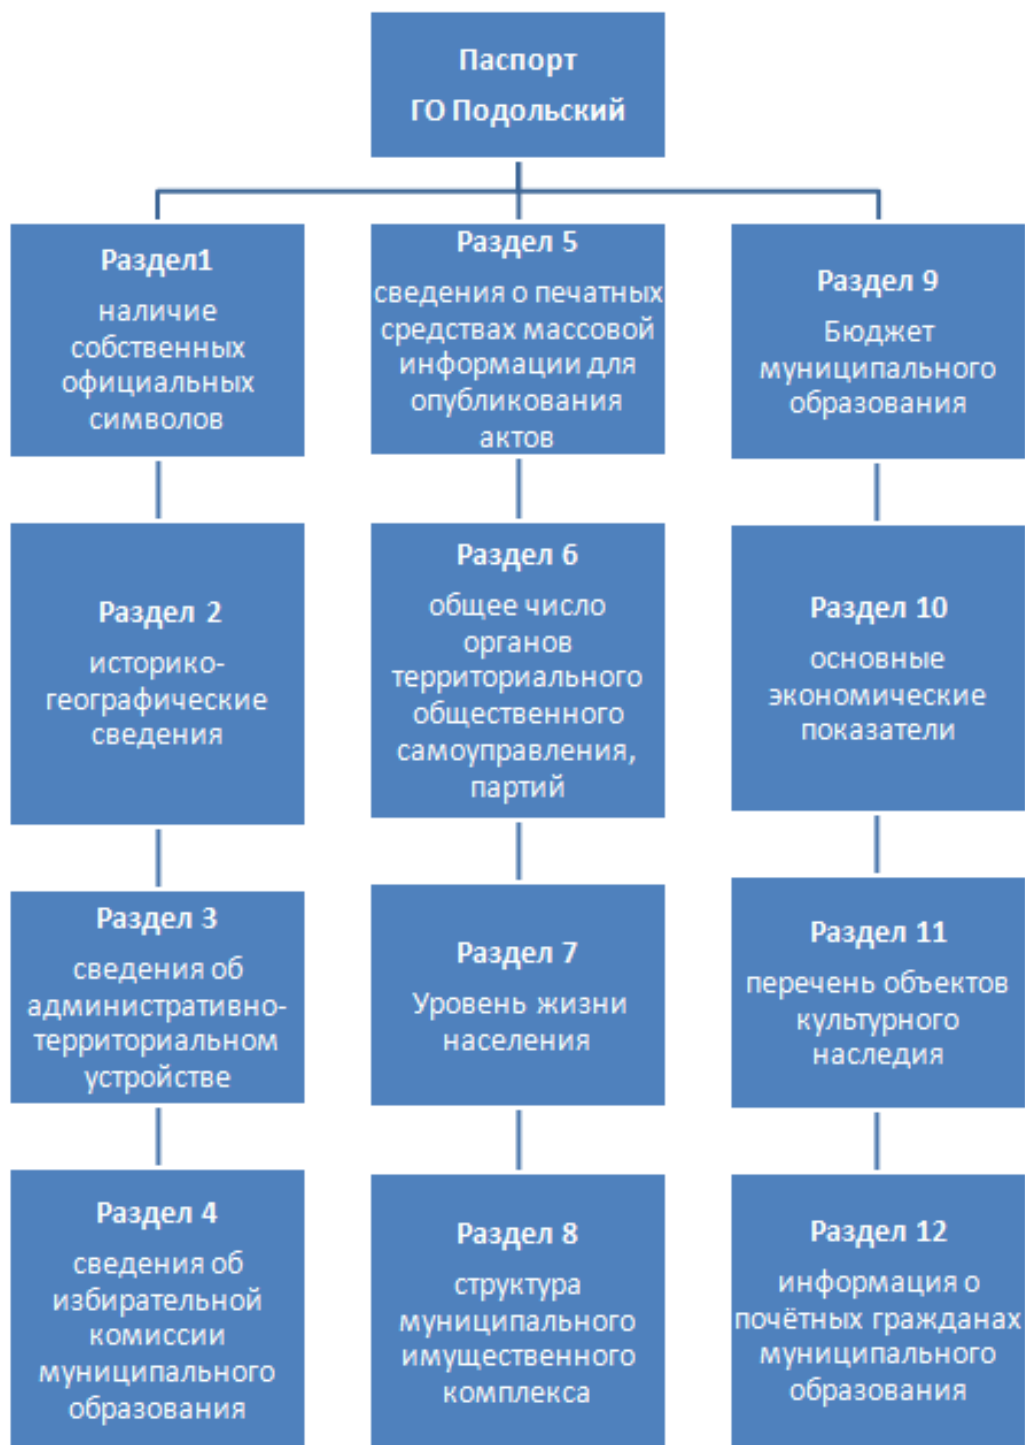 Паспорт
ГО Подольский
Раздел1
наличие
собственных
официальных
символов
Раздел 2
историко-
географические
сведения
Раздел 3
сведения об
административно-
территориальном
устройстве
Раздел 4
сведения об
избирательной
комиссии
муниципального
образования
Раздел 5
сведения о печатных
средствах массовой
информации для
опубликования
актов
Раздел 6
общее число
органов
территориального
общественного
самоуправления,
партий
Раздел 7
Уровень жизни
населения
Раздел 8
структура
муниципального
имущественного
комплекса
Раздел 9
Бюджет
муниципального
образования
Раздел 10
основные
экономические
показатели
Раздел 11
перечень объектов
культурного
наследия
Раздел 12
информация о
почётных гражданах
муниципального
образования